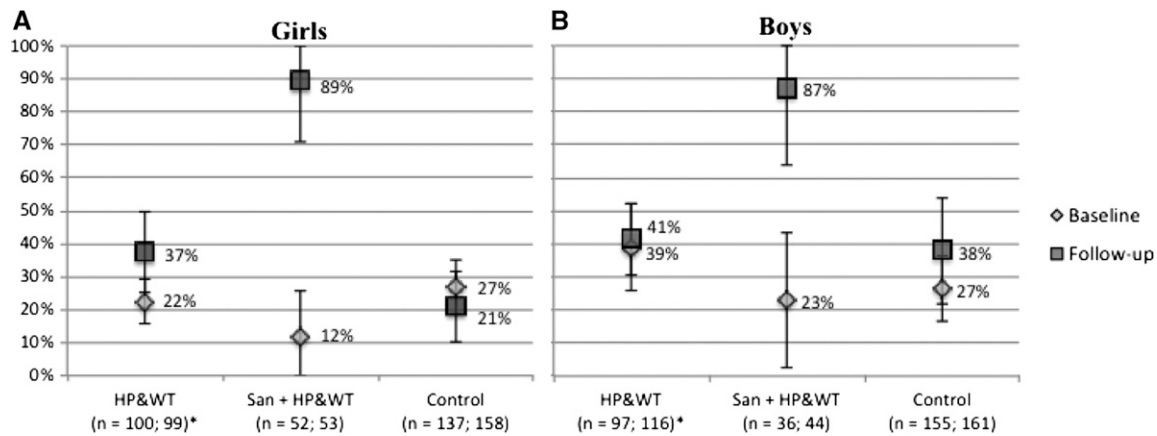 A Girls
B Boys
100%
90%
80%
70%
60%
50%
40%
30%
20%
10%
0%
89%
37%
22%
12%
27%
21%
87%
41%
39%
23%
38%
27%
Baseline
Follow-up
HP&WT San + HP&WT Control
(n = 100; 99)* (n = 52; 53) (n = 137; 158)
HP&WT San + HP&WT Control
(n = 97; 116)* (n = 36; 44) (n = 155; 161)